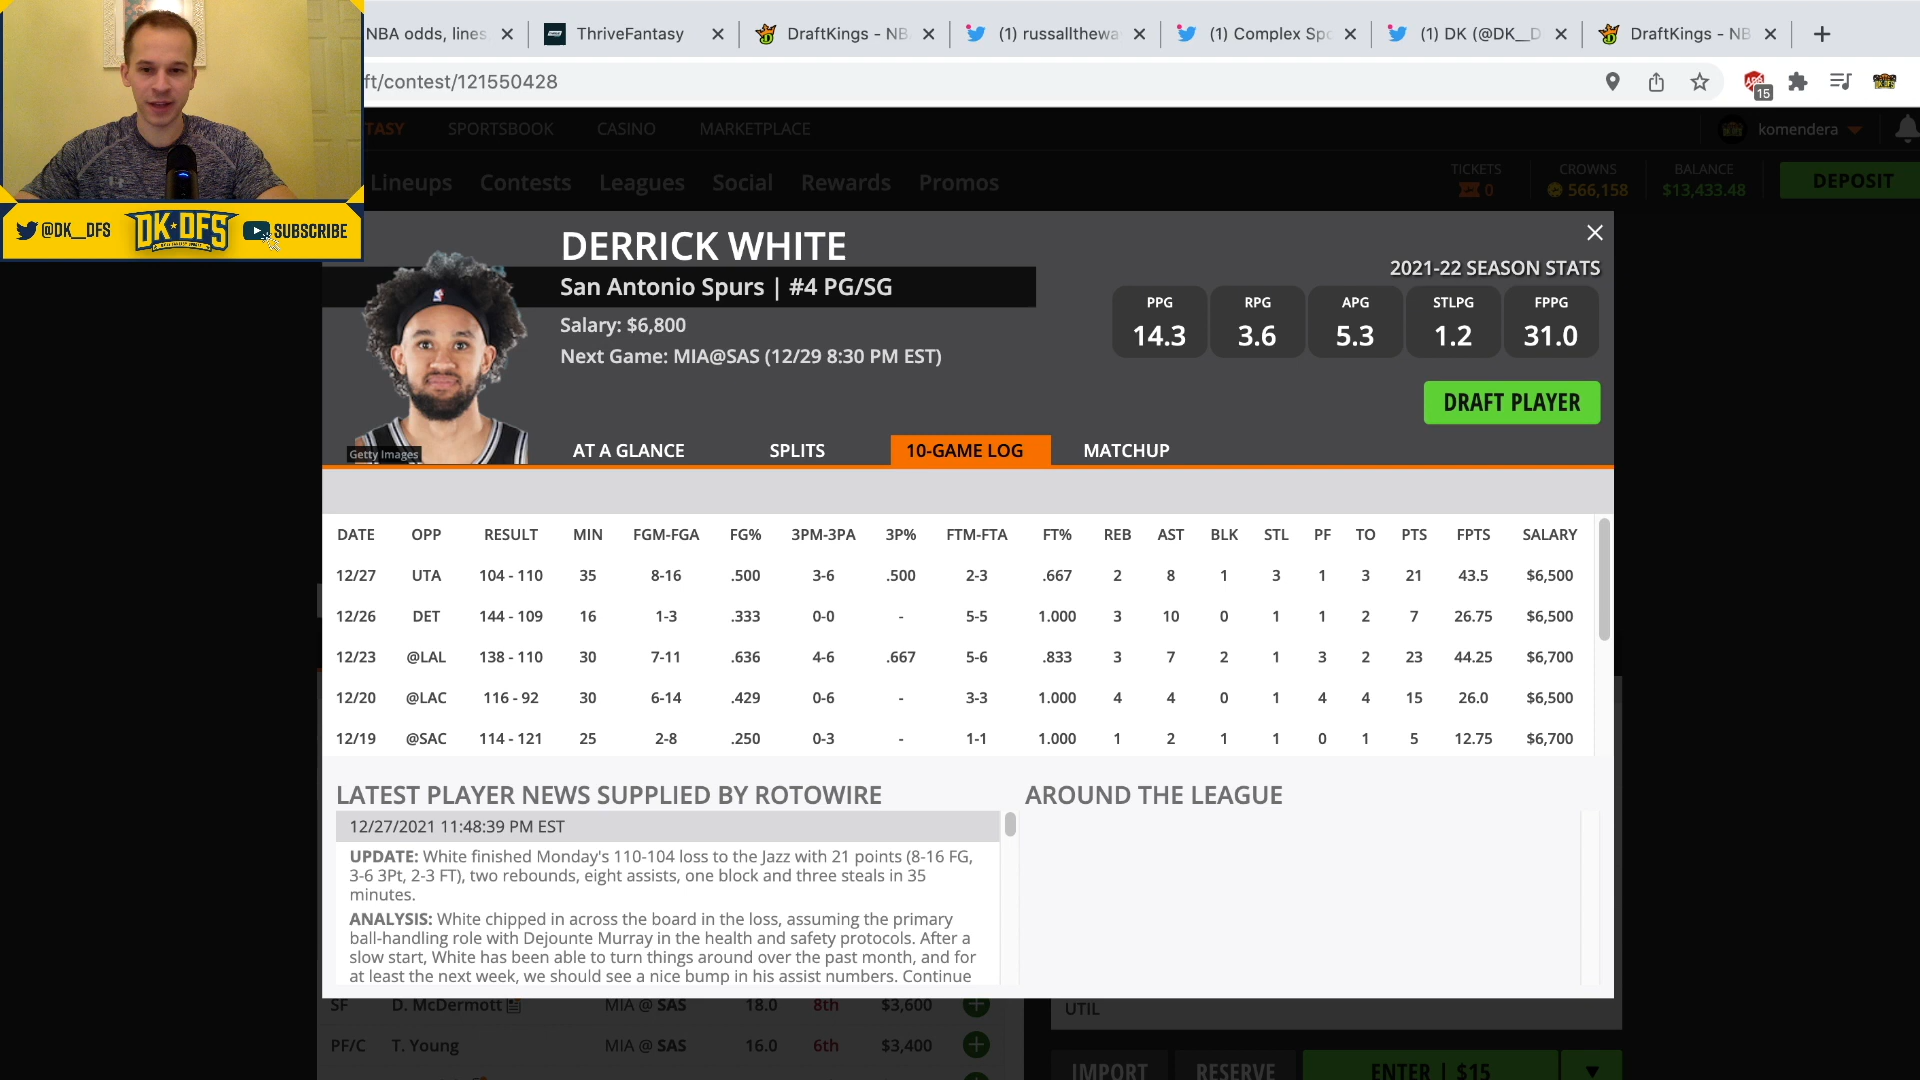 NBA odds, lines
ThriveFantasy
DraftKings - NB
(1) russallthewa
(1) Complex Spo
(1) DK (@DK__D
DraftKings - NB
ft/contest/121550428
15
TASY
SPORTSBOOK
CASINO
MARKETPLACE
komendera
Lineups
Contests
Leagues
Social
Rewards
Promos
TICKETS
0
CROWNS
566,158
BALANCE
$13,433.48
DEPOSIT
@DK__DFS
DK DFS
SUBSCRIBE
DERRICK WHITE
San Antonio Spurs | #4 PG/SG
Salary: $6,800
Next Game: MIA@SAS (12/29 8:30 PM EST)
2021-22 SEASON STATS
PPG RPG APG STLPG FPPG
14.3 3.6 5.3 1.2 31.0
DRAFT PLAYER
Getty Images
AT A GLANCE
SPLITS
10-GAME LOG
MATCHUP
DATE OPP RESULT MIN FGM-FGA FG% 3PM-3PA 3P% FTM-FTA FT% REB AST BLK STL PF TO PTS FPTS SALARY
12/27 UTA 104 - 110 35 8-16 .500 3-6 .500 2-3 .667 2 8 1 3 1 3 21 43.5 $6,500
12/26 DET 144 - 109 16 1-3 .333 0-0 - 5-5 1.000 3 10 0 1 1 2 7 26.75 $6,500
12/23 @LAL 138 - 110 30 7-11 .636 4-6 .667 5-6 .833 3 7 2 1 3 2 23 44.25 $6,700
12/20 @LAC 116 - 92 30 6-14 .429 0-6 - 3-3 1.000 4 4 0 1 4 4 15 26.0 $6,500
12/19 @SAC 114 - 121 25 2-8 .250 0-3 - 1-1 1.000 1 2 1 1 0 1 5 12.75 $6,700
LATEST PLAYER NEWS SUPPLIED BY ROTOWIRE
12/27/2021 11:48:39 PM EST
UPDATE: White finished Monday's 110-104 loss to the Jazz with 21 points (8-16 FG,
3-6 3Pt, 2-3 FT), two rebounds, eight assists, one block and three steals in 35
minutes.
ANALYSIS: White chipped in across the board in the loss, assuming the primary
ball-handling role with Dejounte Murray in the health and safety protocols. After a
slow start, White has been able to turn things around over the past month, and for
at least the next week, we should see a nice bump in his assist numbers. Continue
AROUND THE LEAGUE
SF D. McDermott MIA @ SAS 18.0 8th $3,600
PF/C T. Young MIA @ SAS 16.0 6th $3,400
UTIL
IMPORT
RESERVE
ENTER | $15